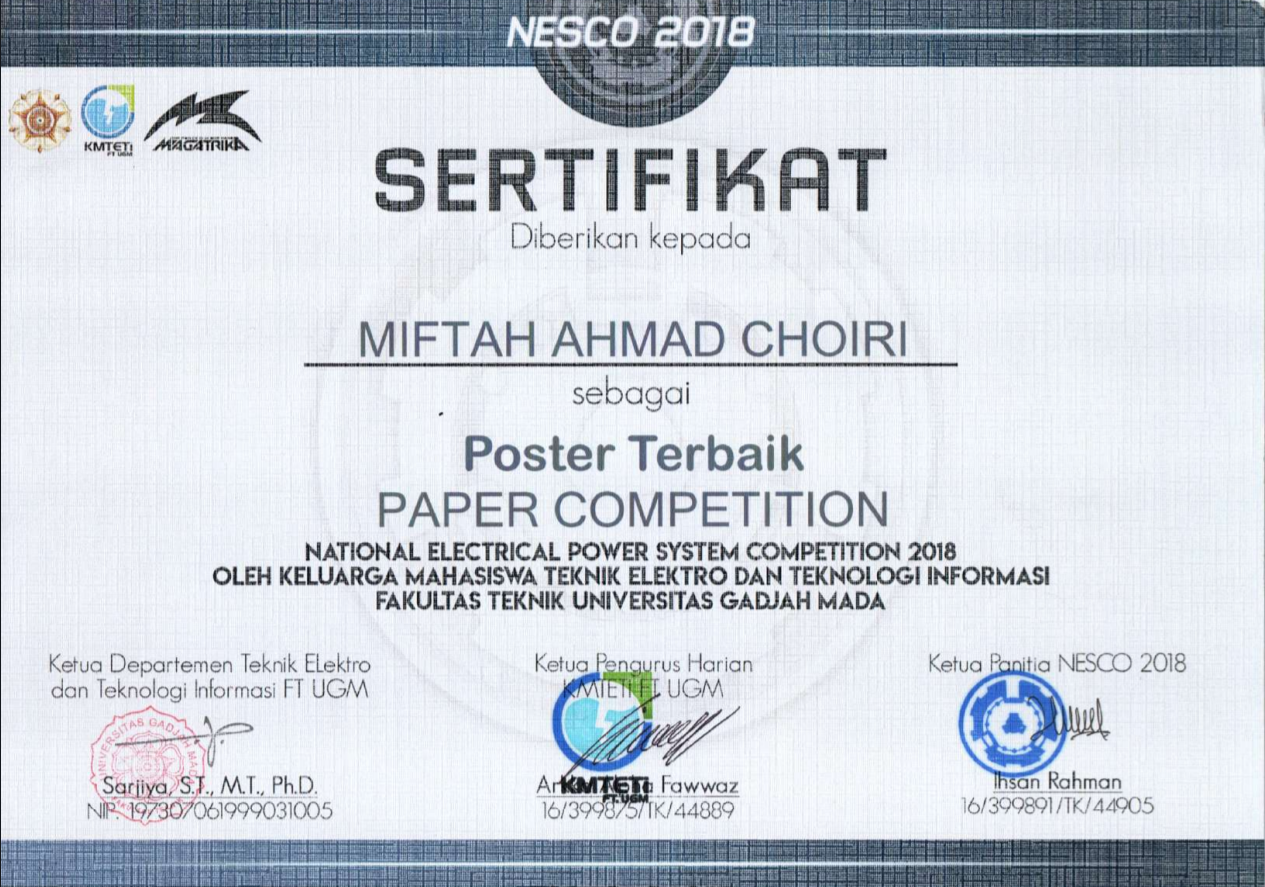 NESCO 2018
KMTETi
FT UGM
MAGATRIKA
SERTIFIKAT
Diberikan kepada
MIFTAH AHMAD CHOIRI
sebagai
Poster Terbaik
PAPER COMPETITION
NATIONAL ELECTRICAL POWER SYSTEM COMPETITION 2018
OLEH KELUARGA MAHASISWA TEKNIK ELEKTRO DAN TEKNOLOGI INFORMASI
FAKULTAS TEKNIK UNIVERSITAS GADJAH MADA
Ketua Departemen Teknik ELektro
dan Teknologi Informasi FT UGM
UNIVERSITAS GADJAH MADA
Sarjiya, S.T., M.T., Ph.D.
NIP. 197307061999031005
Ketua Pengurus Harian
KMTETi FT UGM
KMTETi
FT.UGM
Fawwaz
16/399875/TK/44889
Ketua Panitia NESCO 2018
Ihsan Rahman
16/399891/TK/44905